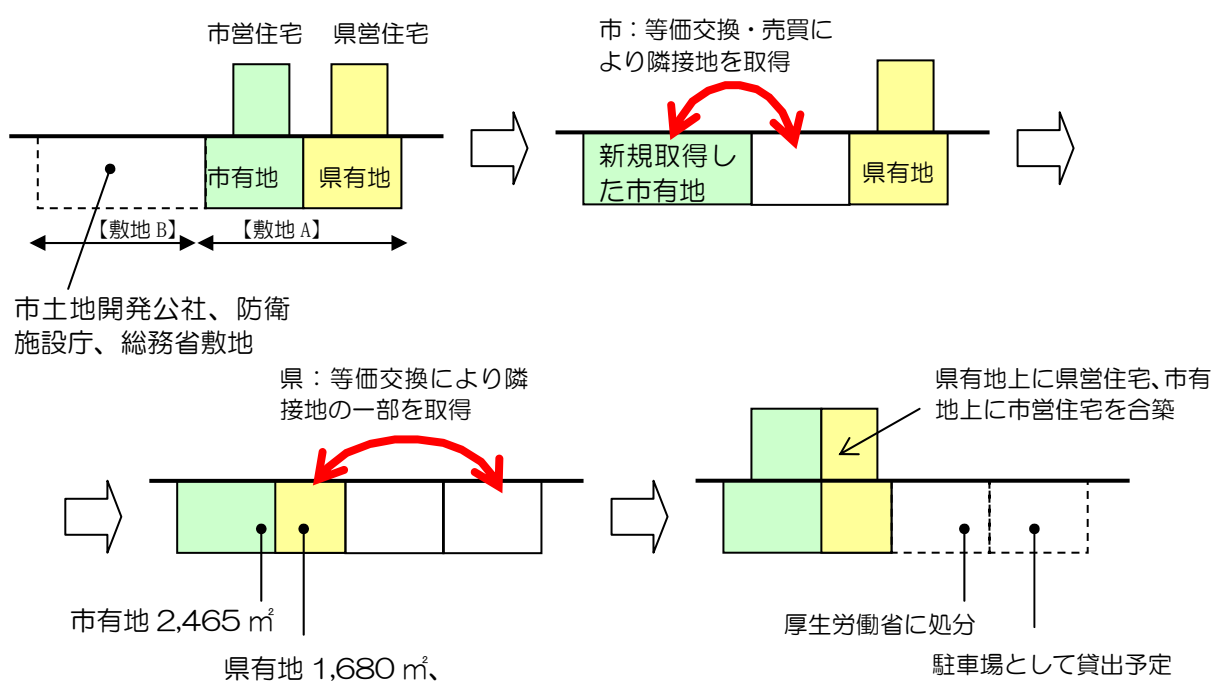 市営住宅 県営住宅
市：等価交換・売買に
より隣接地を取得
市有地
県有地
新規取得し
た市有地
県有地
【敷地 B】
【敷地 A】
市土地開発公社、防衛
施設庁、総務省敷地
県：等価交換により隣
接地の一部を取得
県有地上に県営住宅、市有
地上に市営住宅を合築
市有地 2,465 ㎡
県有地 1,680 ㎡、
厚生労働省に処分
駐車場として貸出予定